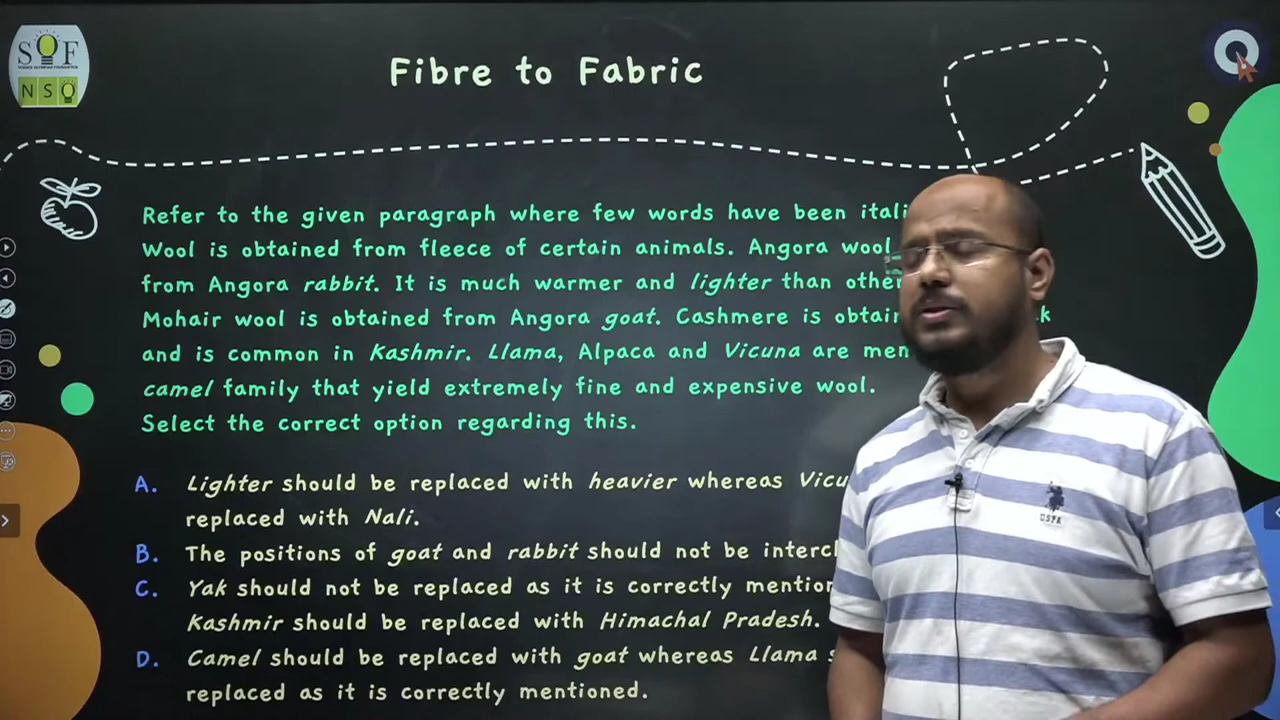 SOF
SCIENCE OLYMPIAD FOUNDATION
NSO
Fibre to Fabric
Refer to the given paragraph where few words have been
Wool is obtained from fleece of certain animals. Angora wool
from Angora rabbit. It is much warmer and lighter than other
Mohair wool is obtained from Angora goat. Cashmere is
and is common in Kashmir. Llama, Alpaca and Vicuna are
camel family that yield extremely fine and expensive wool.
Select the correct option regarding this.
A. Lighter should be replaced with heavier whereas
replaced with Nali.
B. The positions of goat and rabbit should not be
C. Yak should not be replaced as it is correctly
Kashmir should be replaced with Himachal Pradesh.
D. Camel should be replaced with goat whereas Llama
replaced as it is correctly mentioned.
USPA